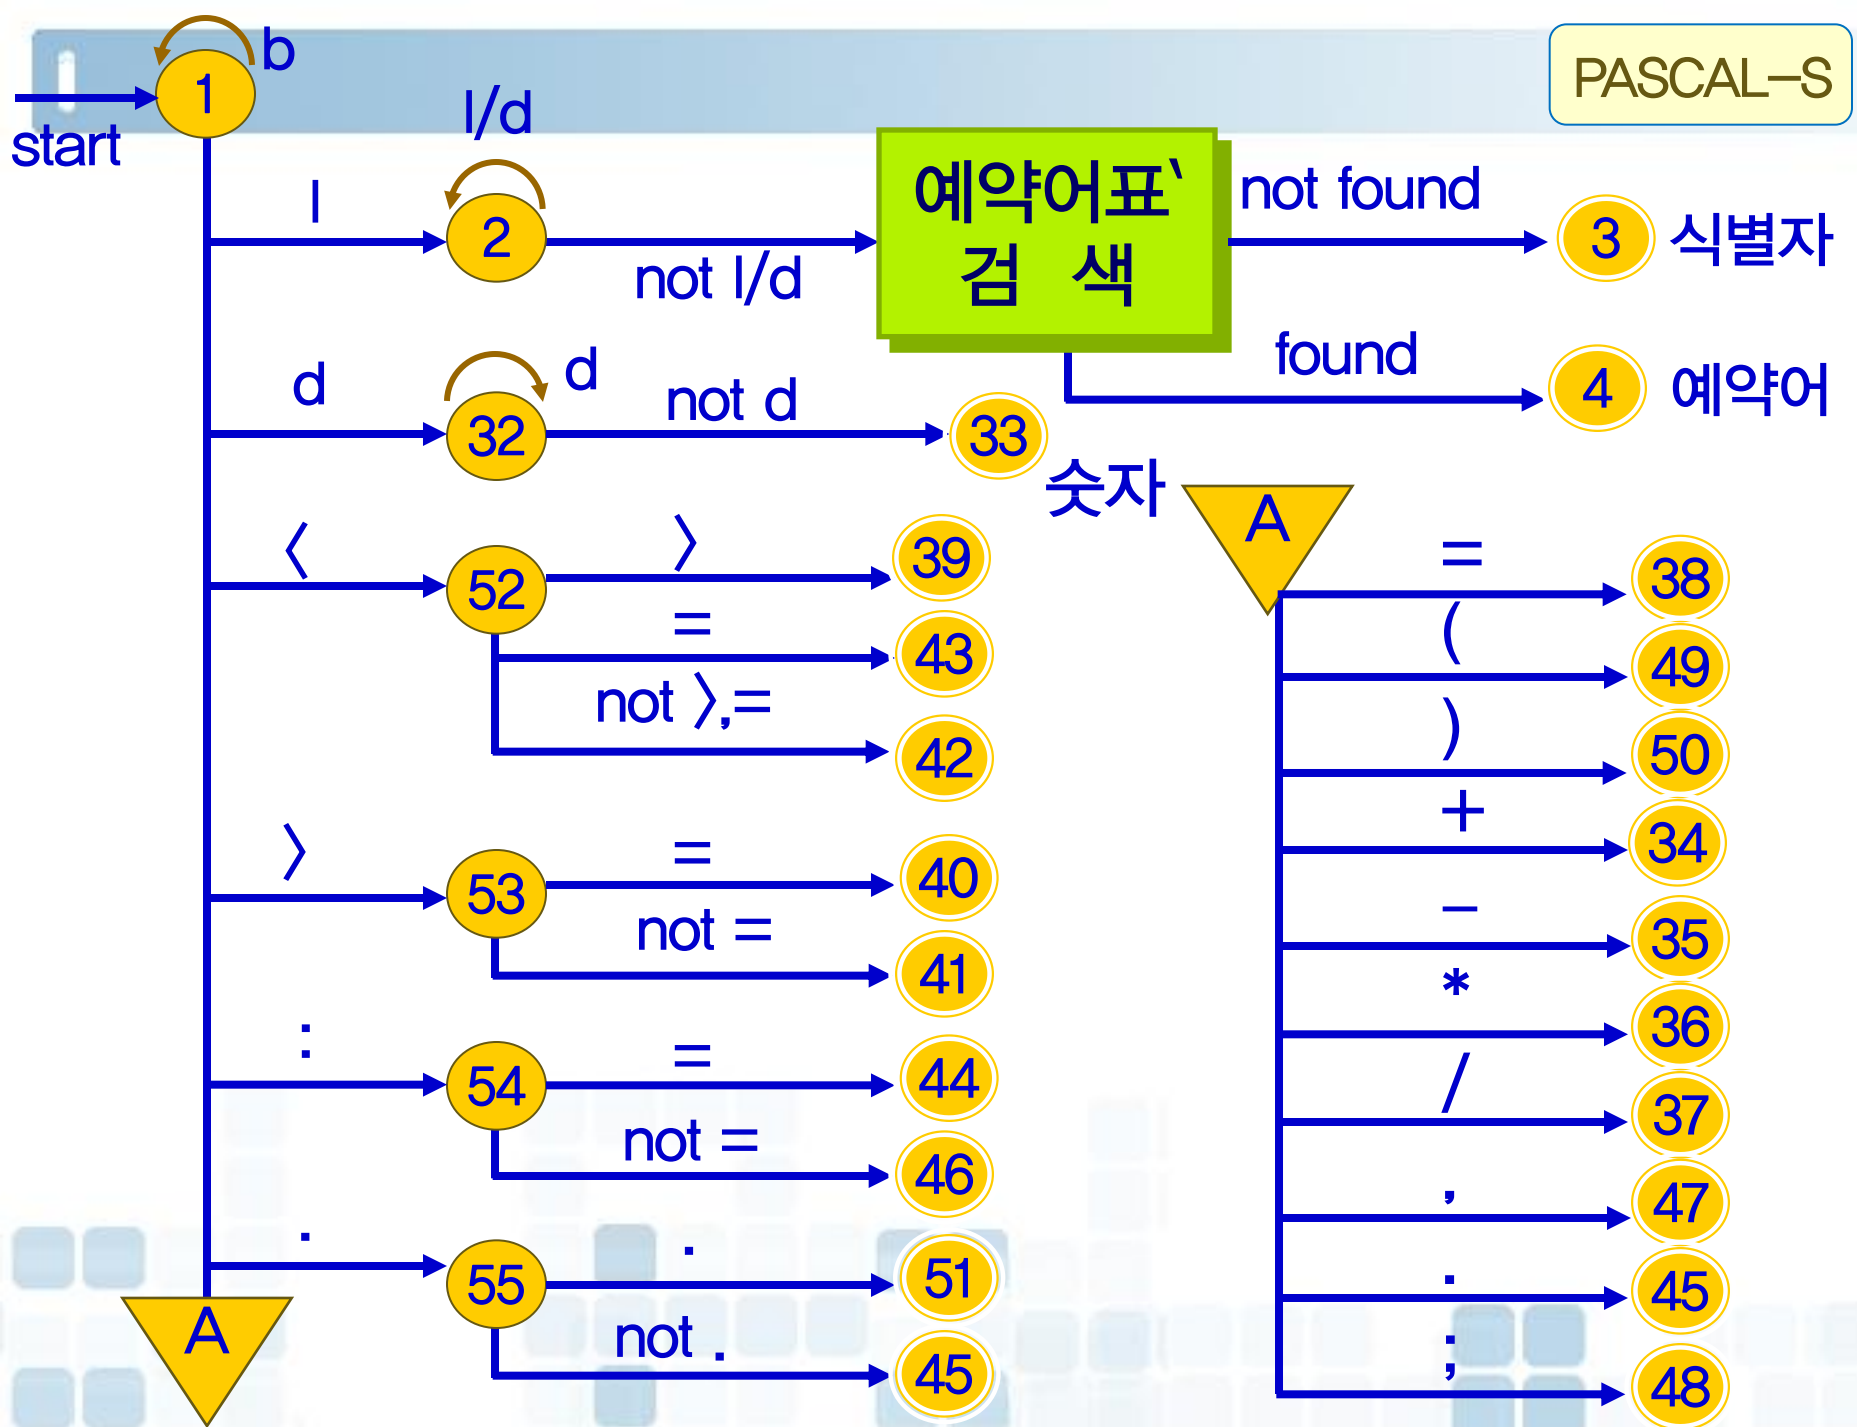 PASCAL-S
start
1
b
l
2
l/d
not l/d
예약어표`
검 색
not found
3 식별자
found
4 예약어
d
32
d
not d
33
숫자
<
52
>
39
=
43
not >,=
42
>
53
=
40
not =
41
:
54
=
44
not =
46
.
55
.
51
not .
45
A
A
=
38
(
49
)
50
+
34
-
35
*
36
/
37
,
47
.
45
;
48